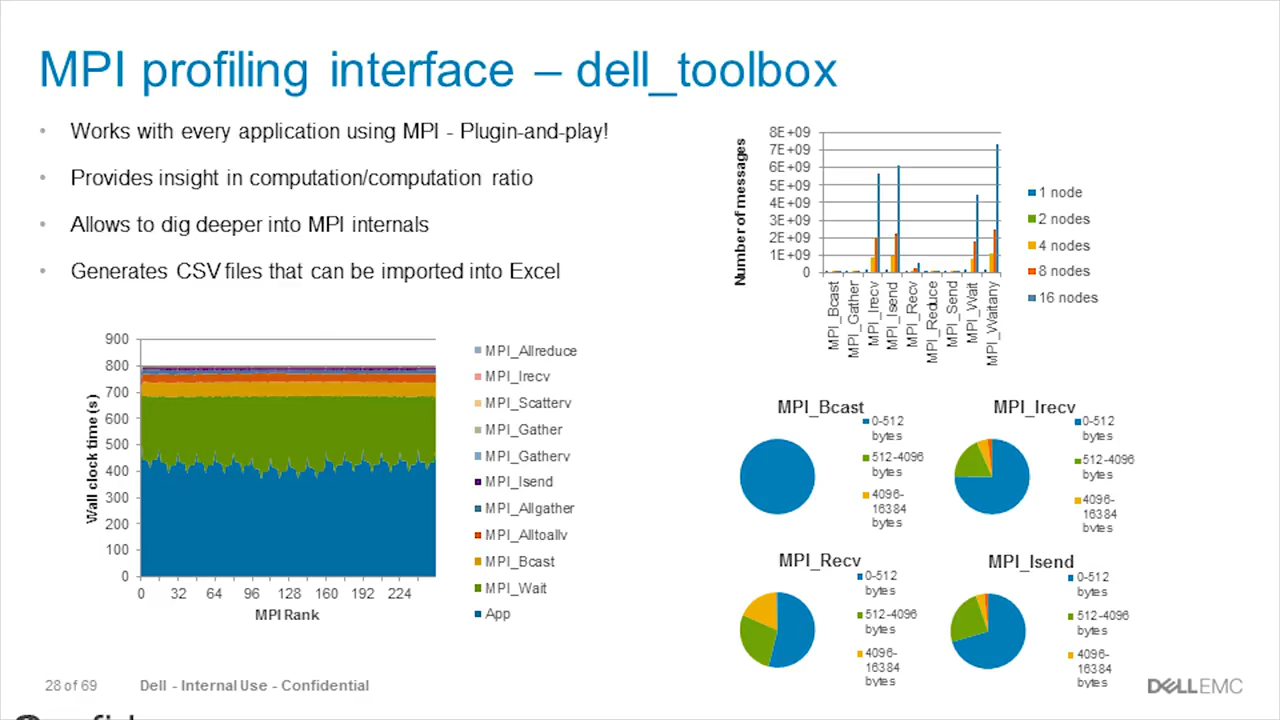 MPI profiling interface – dell_toolbox
• Works with every application using MPI - Plugin-and-play!
• Provides insight in computation/computation ratio
• Allows to dig deeper into MPI internals
• Generates CSV files that can be imported into Excel
Number of messages
8E+09
7E+09
6E+09
5E+09
4E+09
3E+09
2E+09
1E+09
0
MPI_Bcast
MPI_Gather
MPI_Irecv
MPI_Isend
MPI_Recv
MPI_Reduce
MPI_Send
MPI_Wait
MPI_Waitany
1 node
2 nodes
4 nodes
8 nodes
16 nodes
Wall clock time (s)
900
800
700
600
500
400
300
200
100
0
0 32 64 96 128 160 192 224
MPI Rank
MPI_Allreduce
MPI_Irecv
MPI_Scatterv
MPI_Gather
MPI_Gatherv
MPI_Isend
MPI_Allgather
MPI_Alltoallv
MPI_Bcast
MPI_Wait
App
MPI_Bcast
0-512
bytes
512-4096
bytes
4096-
16384
bytes
MPI_Irecv
0-512
bytes
512-4096
bytes
4096-
16384
bytes
MPI_Recv
0-512
bytes
512-4096
bytes
4096-
16384
bytes
MPI_Isend
0-512
bytes
512-4096
bytes
4096-
16384
bytes
28 of 69
Dell - Internal Use - Confidential
DELLEMC